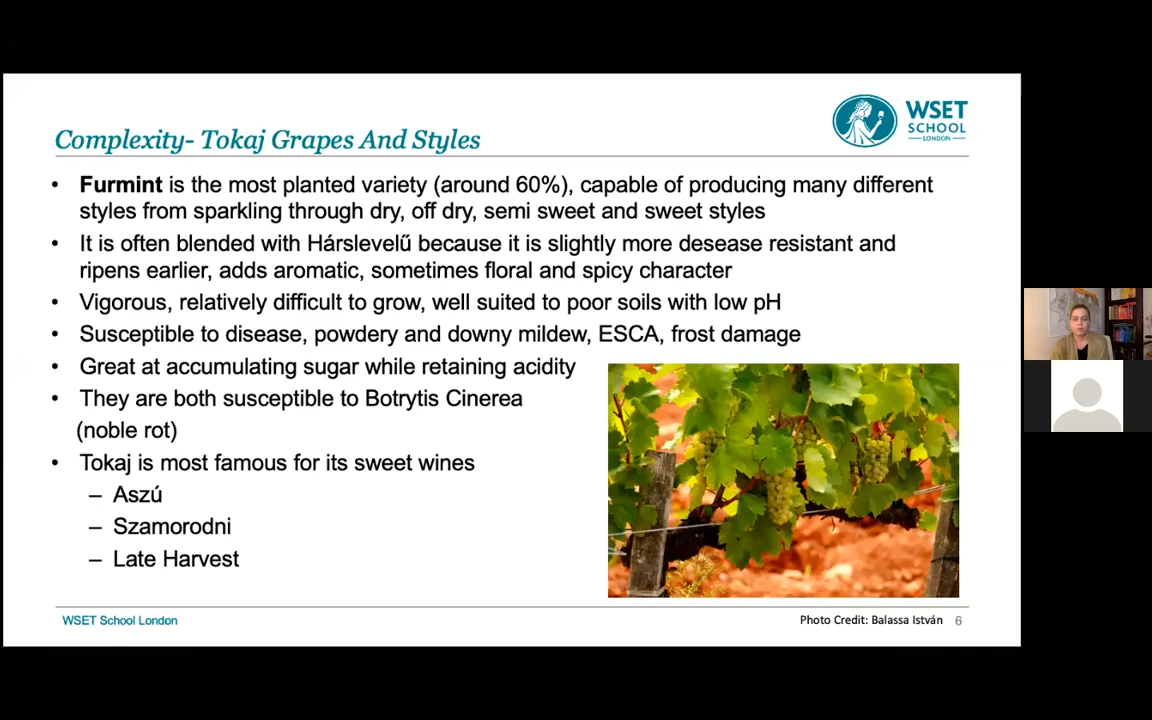 WSET
SCHOOL
LONDON
Complexity- Tokaj Grapes And Styles
• Furmint is the most planted variety (around 60%), capable of producing many different
styles from sparkling through dry, off dry, semi sweet and sweet styles
• It is often blended with Hárslevelű because it is slightly more desease resistant and
ripens earlier, adds aromatic, sometimes floral and spicy character
• Vigorous, relatively difficult to grow, well suited to poor soils with low pH
• Susceptible to disease, powdery and downy mildew, ESCA, frost damage
• Great at accumulating sugar while retaining acidity
• They are both susceptible to Botrytis Cinerea
(noble rot)
• Tokaj is most famous for its sweet wines
– Aszú
– Szamorodni
– Late Harvest
WSET School London
Photo Credit: Balassa István 6